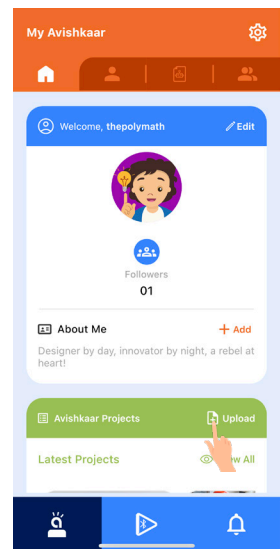 My Avishkaar
Welcome, thepolymath
Edit
Followers
01
About Me
Add
Designer by day, innovator by night, a rebel at
heart!
Avishkaar Projects
Upload
Latest Projects
All